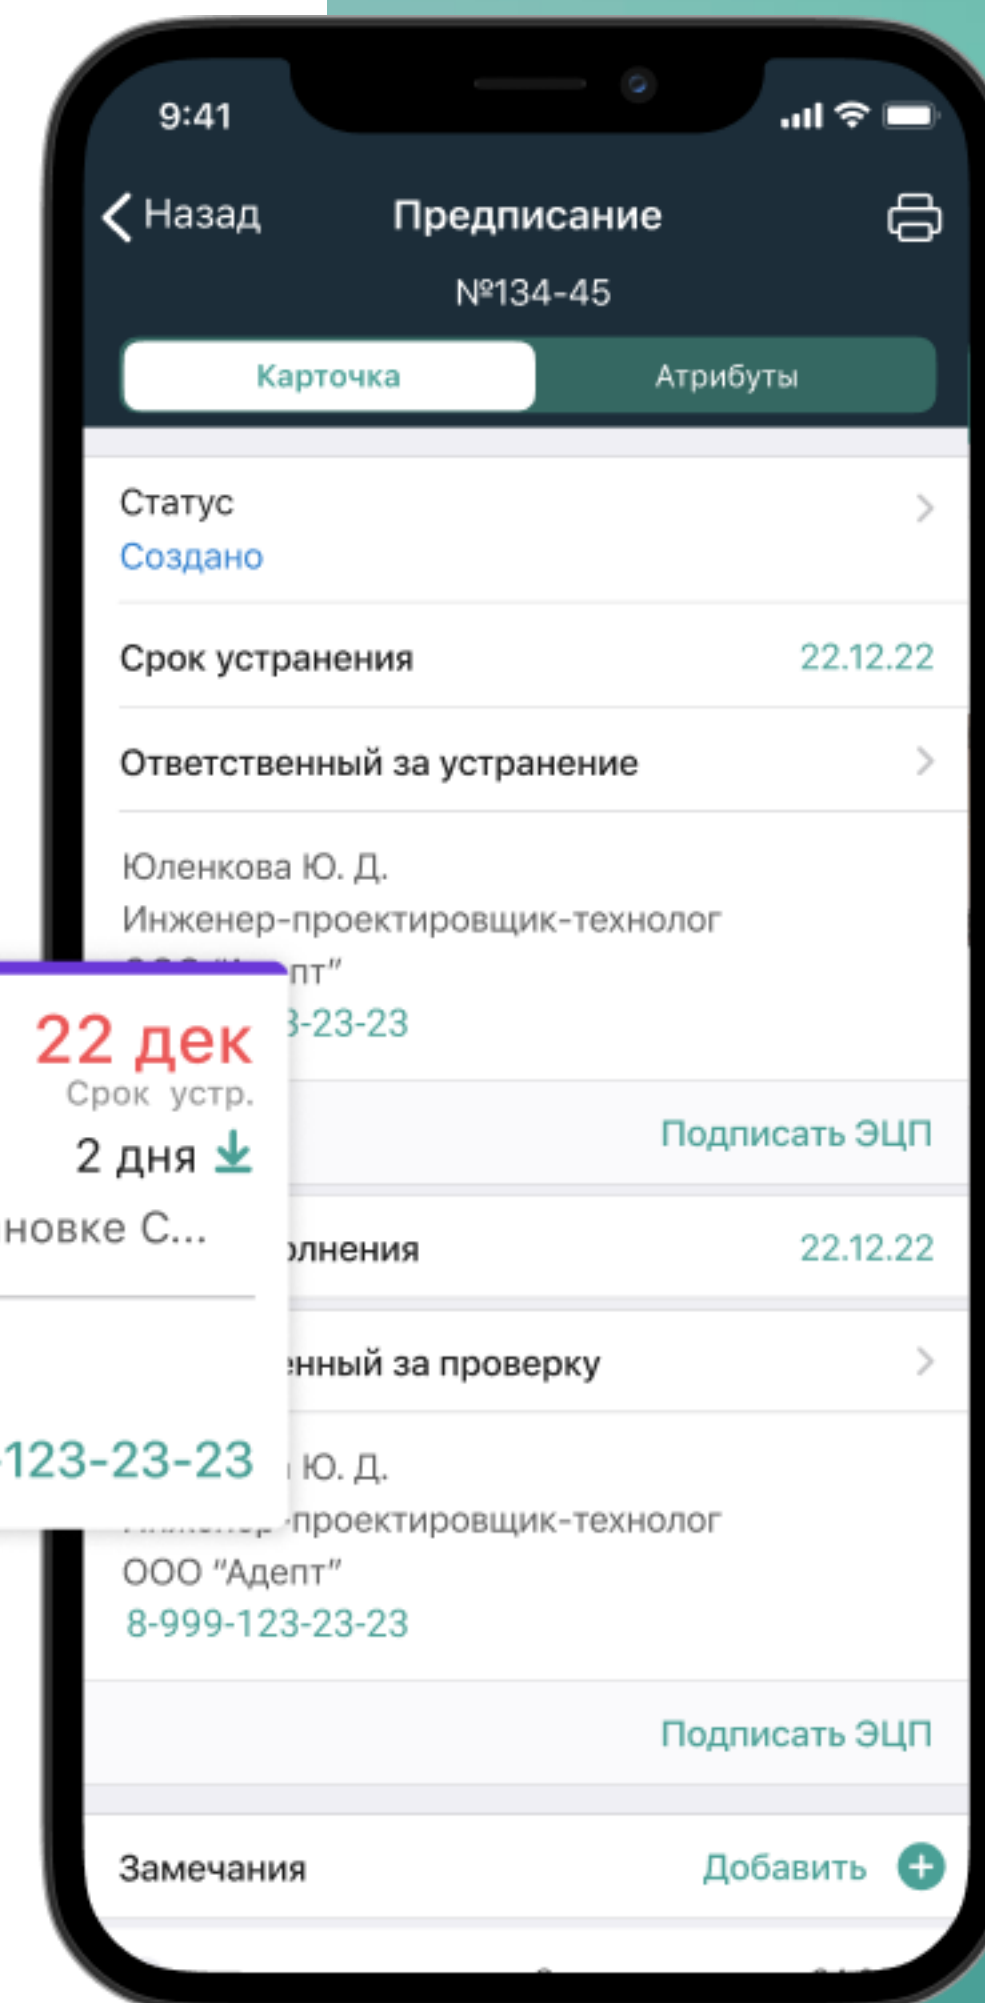 9:41
Назад
Предписание
№134-45
Карточка
Атрибуты
Статус
Создано
Срок устранения
22.12.22
Ответственный за устранение
Юленкова Ю. Д.
Инженер-проектировщик-технолог
22 дек
Срок устр.
2 дня
С...
Подписать ЭЦП
22.12.22
за проверку
-123-23-23
Ю. Д.
-проектировщик-технолог
ООО "Адепт"
8-999-123-23-23
Подписать ЭЦП
Замечания
Добавить